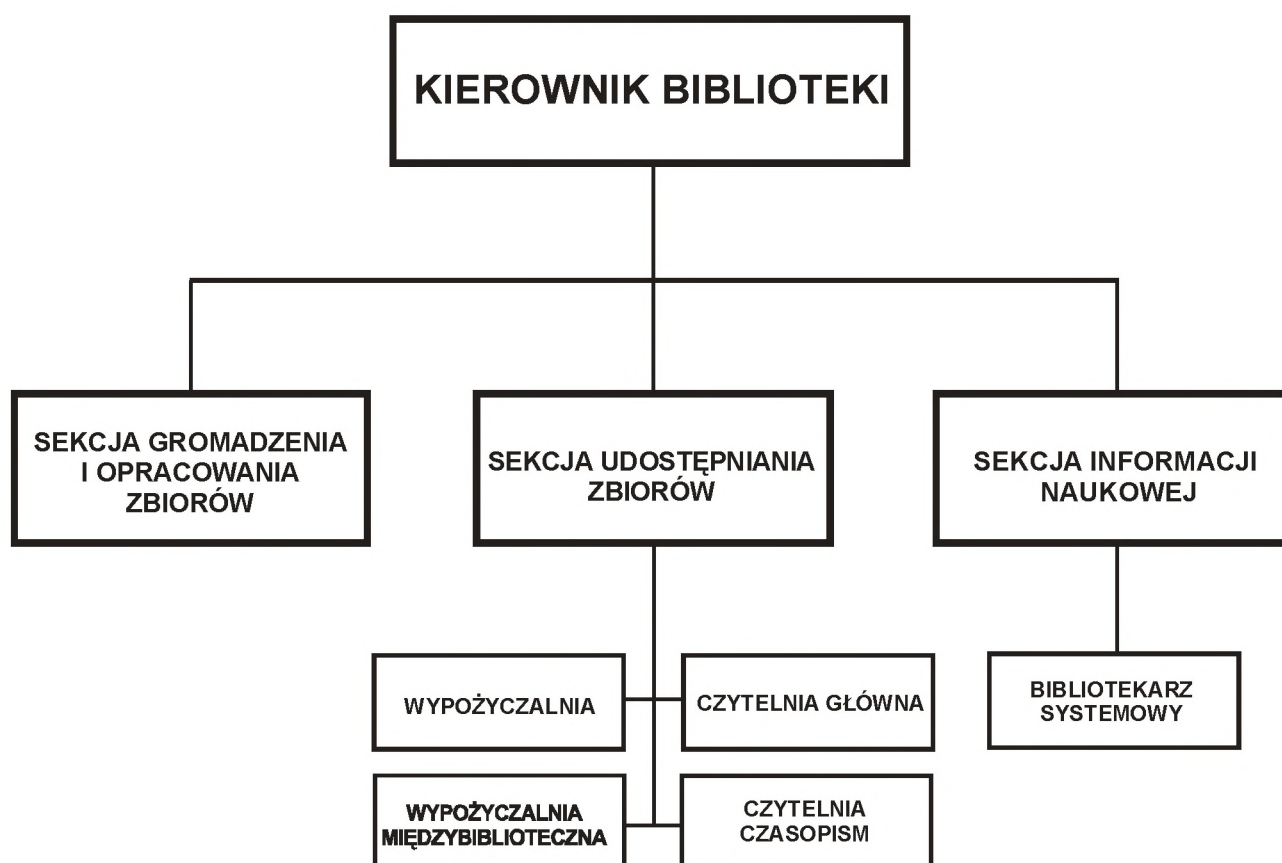 KIEROWNIK BIBLIOTEKI
SEKCJA GROMADZENIA
I OPRACOWANIA
ZBIORÓW
SEKCJA UDOSTĘPNIANIA
ZBIORÓW
SEKCJA INFORMACJI
NAUKOWEJ
WYPOŻYCZALNIA
CZYTELNIA GŁÓWNA
BIBLIOTEKARZ
SYSTEMOWY
WYPOŻYCZALNIA
MIĘDZYBIBLIOTECZNA
CZYTELNIA
CZASOPISM